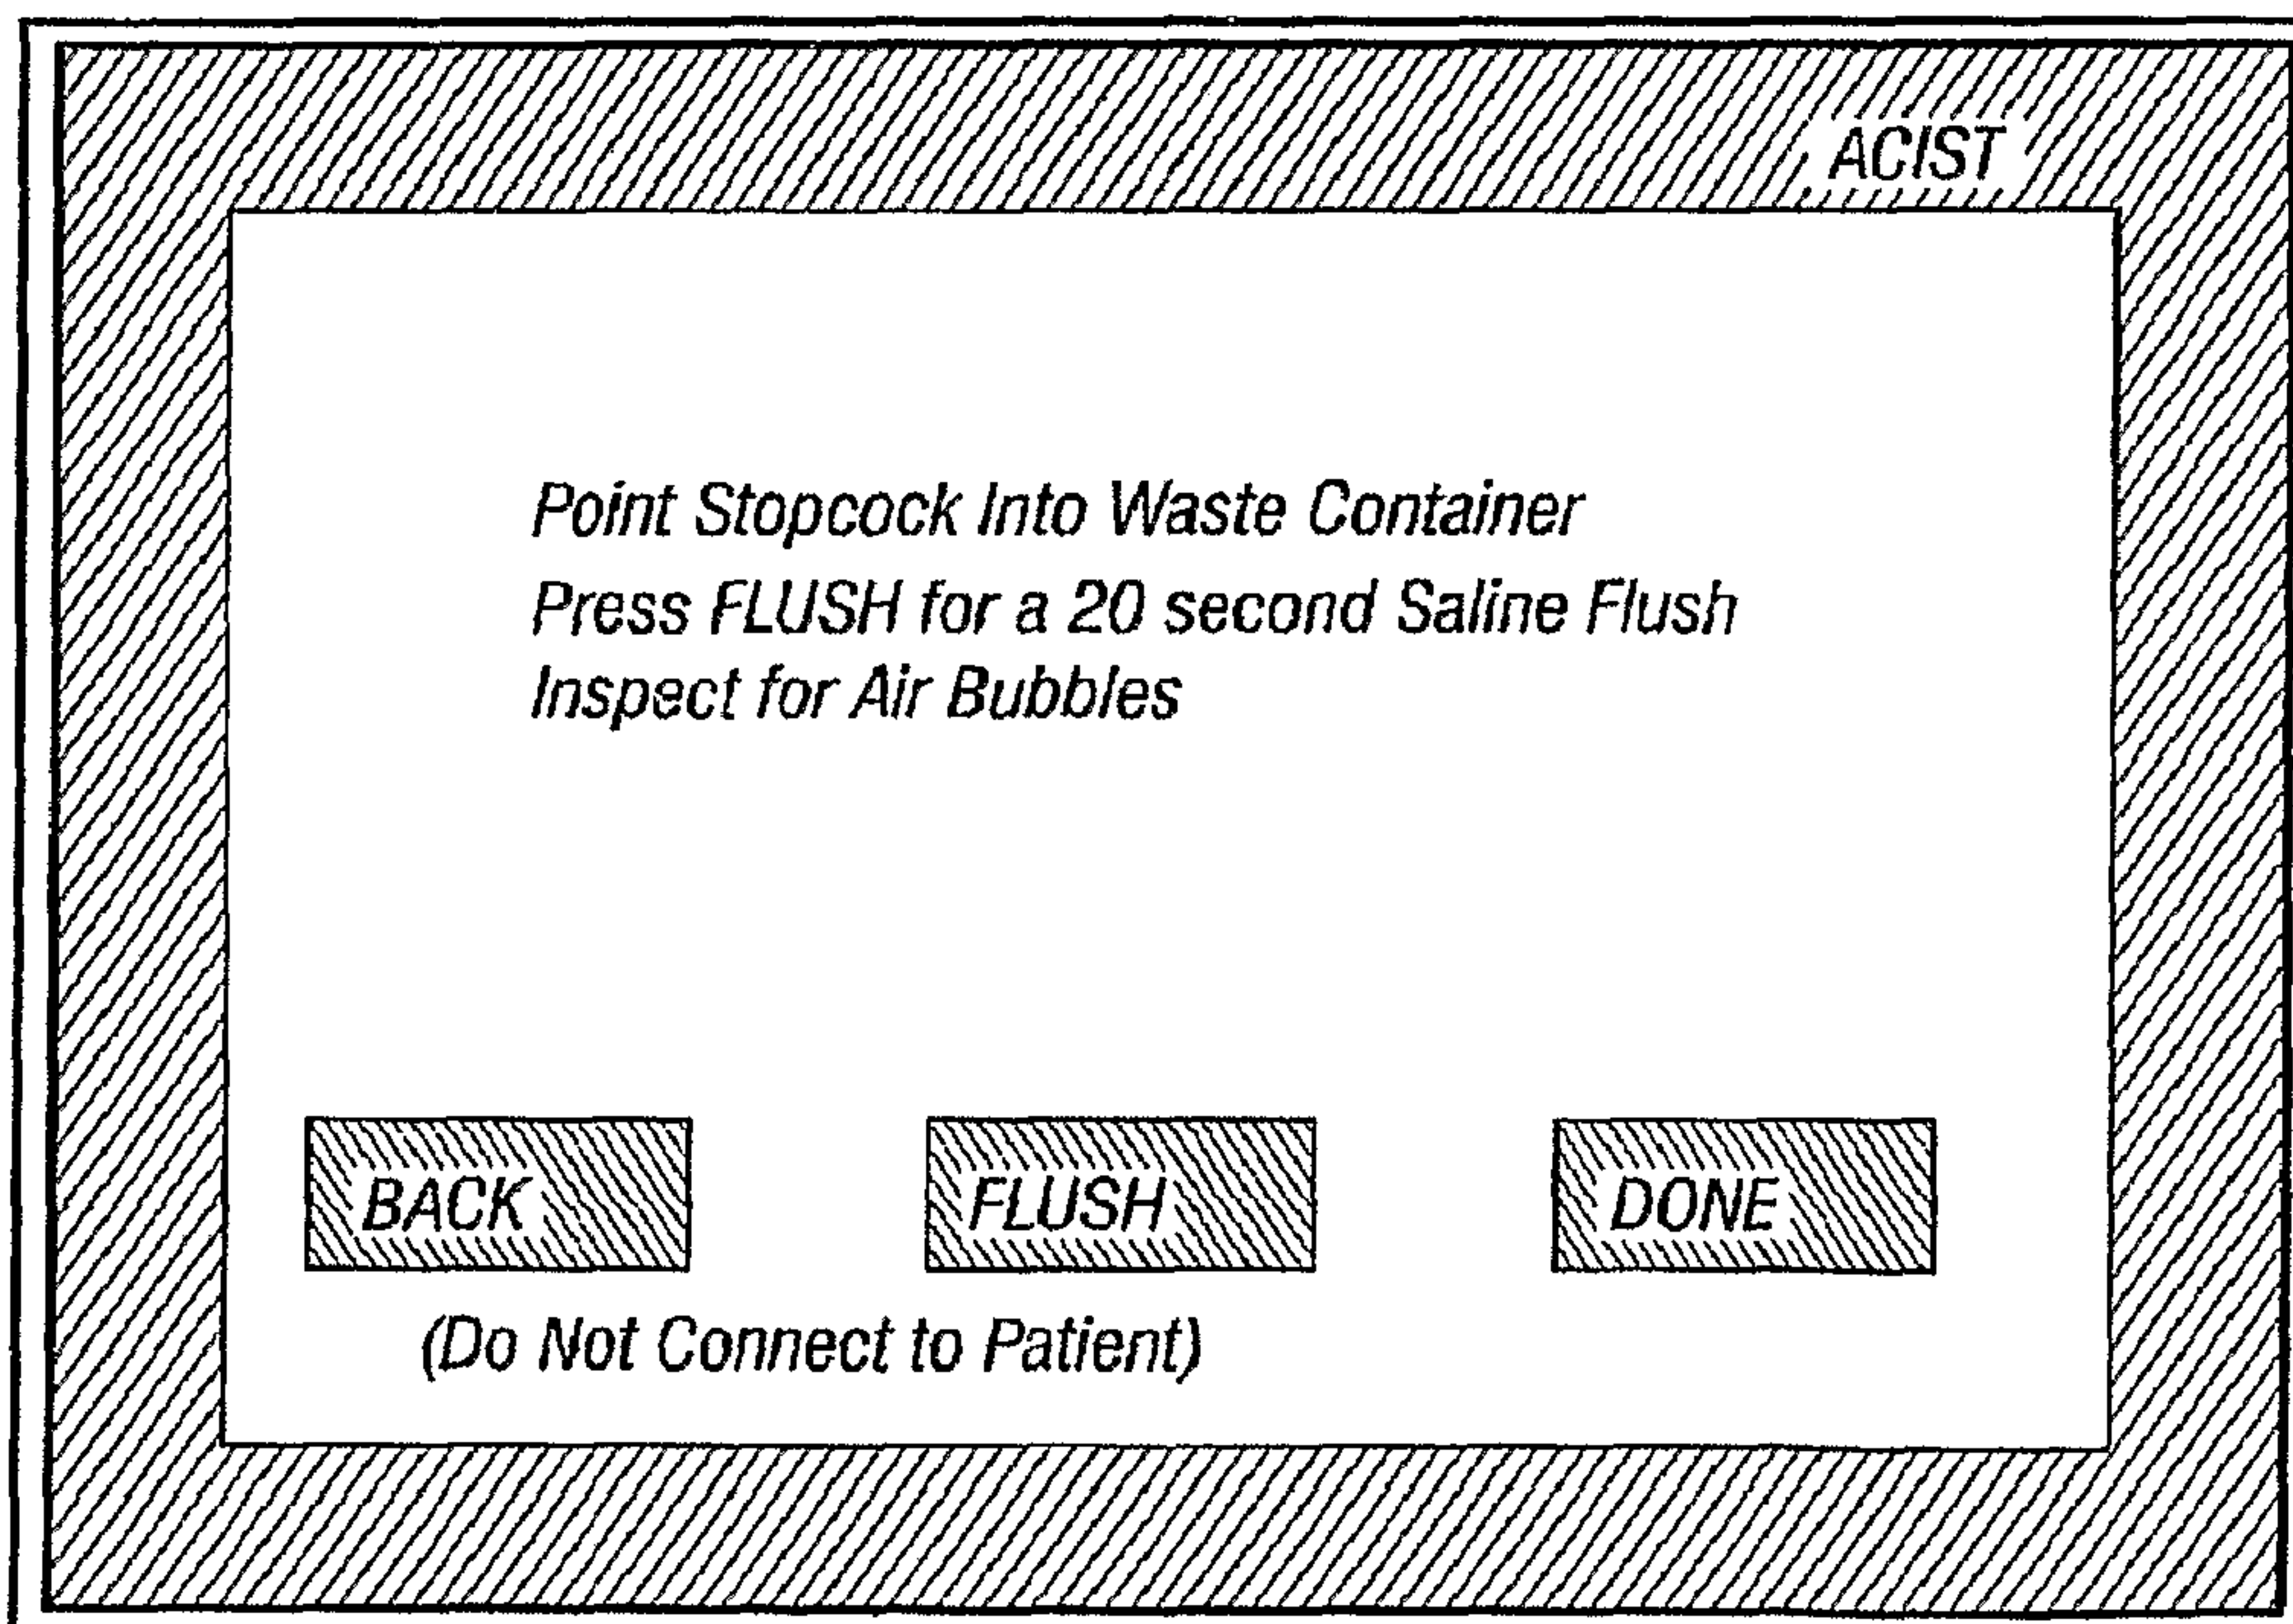 ACIST
Point Stopcock Into Waste Container
Press FLUSH for a 20 second Saline Flush
Inspect for Air Bubbles
BACK FLUSH DONE
(Do Not Connect to Patient)